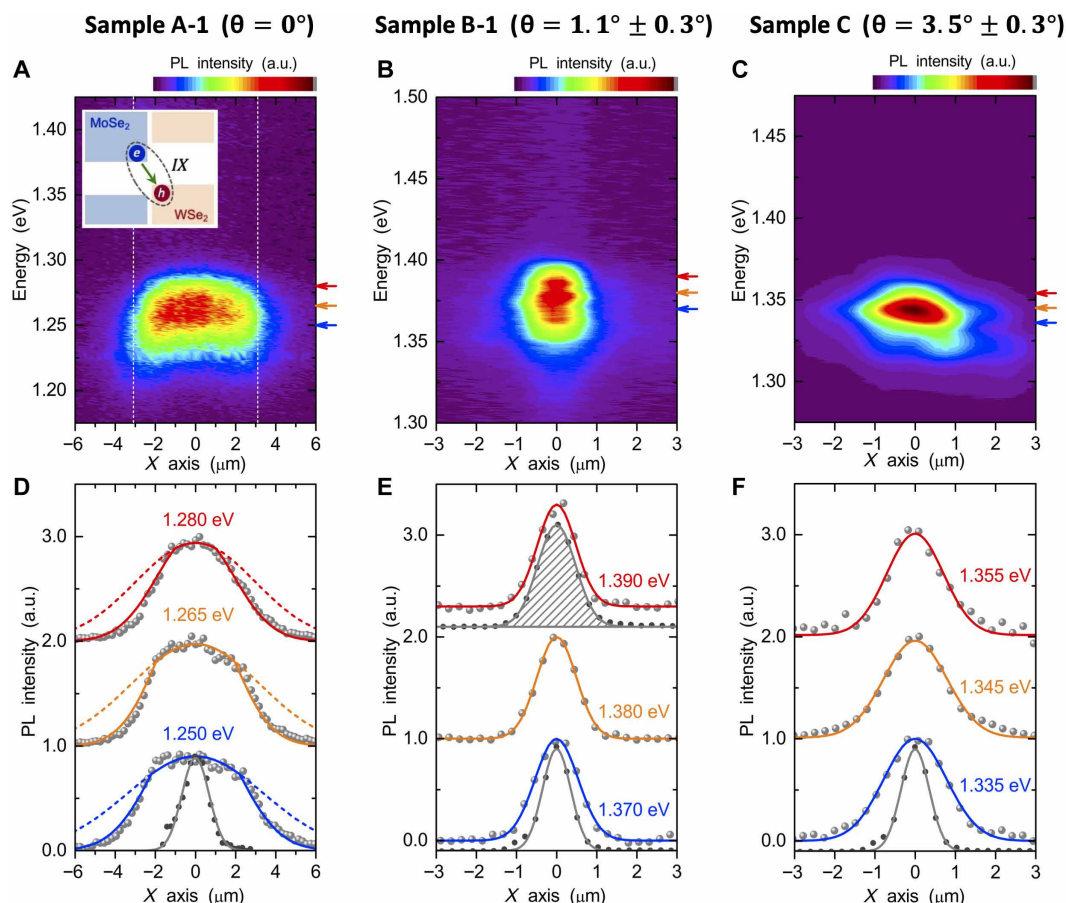 Sample A-1 (θ = 0°) Sample B-1 (θ = 1.1° ± 0.3°) Sample C (θ = 3.5° ± 0.3°)
A PL intensity (a.u.)
1.40
1.35
1.30
1.25
1.20
Energy (eV)
MoSe₂
e
IX
h
WSe₂
−6 −4 −2 0 2 4 6
X axis (μm)
B PL intensity (a.u.)
1.50
1.45
1.40
1.35
1.30
Energy (eV)
−3 −2 −1 0 1 2 3
X axis (μm)
C PL intensity (a.u.)
1.45
1.40
1.35
1.30
Energy (eV)
−3 −2 −1 0 1 2 3
X axis (μm)
D
3.0
2.0
1.0
0.0
PL intensity (a.u.)
1.280 eV
1.265 eV
1.250 eV
−6 −4 −2 0 2 4 6
X axis (μm)
E
3.0
2.0
1.0
0.0
PL intensity (a.u.)
1.390 eV
1.380 eV
1.370 eV
−3 −2 −1 0 1 2 3
X axis (μm)
F
3.0
2.0
1.0
0.0
PL intensity (a.u.)
1.355 eV
1.345 eV
1.335 eV
−3 −2 −1 0 1 2 3
X axis (μm)